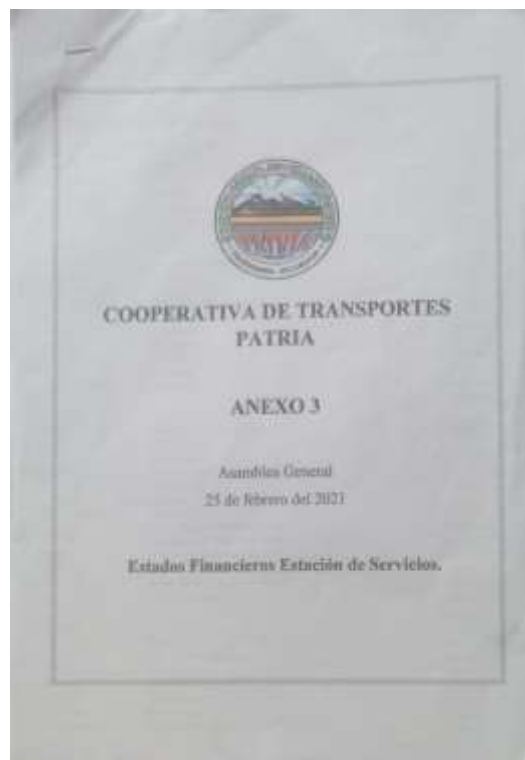 COOPERATIVA DE TRANSPORTES
PATRIA
ANEXO 3
Asamblea General
25 de febrero del 2021
Estados Financieros Estación de Servicios.